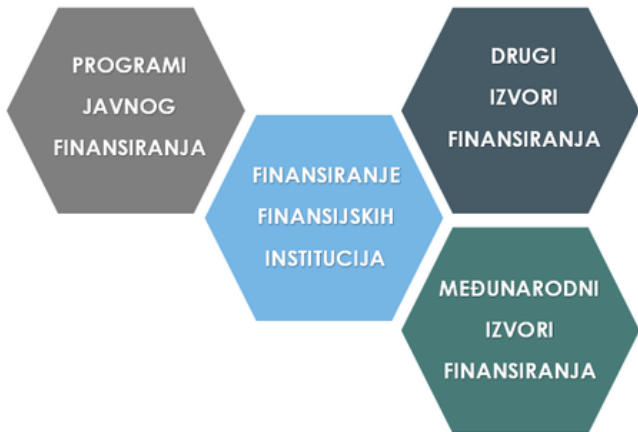 PROGRAMI
JAVNOG
FINANSIRANJA
FINANSIRANJE
FINANSIJSKIH
INSTITUCIJA
DRUGI
IZVORI
FINANSIRANJA
MEĐUNARODNI
IZVORI
FINANSIRANJA